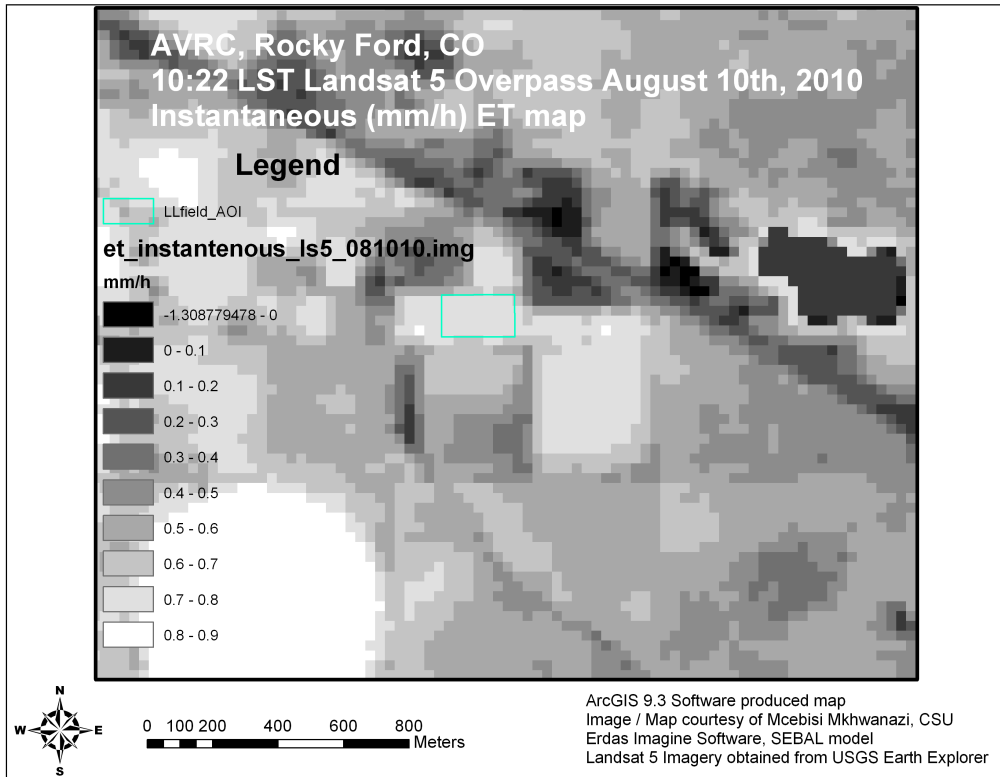 AVRC, Rocky Ford, CO
10:22 LST Landsat 5 Overpass August 10th, 2010
Instantaneous (mm/h) ET map
Legend
LLfield_AOI
et_instantenous_ls5_081010.img
mm/h
-1.308779478 - 0
0 - 0.1
0.1 - 0.2
0.2 - 0.3
0.3 - 0.4
0.4 - 0.5
0.5 - 0.6
0.6 - 0.7
0.7 - 0.8
0.8 - 0.9
N
W E
S
0 100 200 400 600 800
Meters
ArcGIS 9.3 Software produced map
Image / Map courtesy of Mcebisi Mkhwanazi, CSU
Erdas Imagine Software, SEBAL model
Landsat 5 Imagery obtained from USGS Earth Explorer